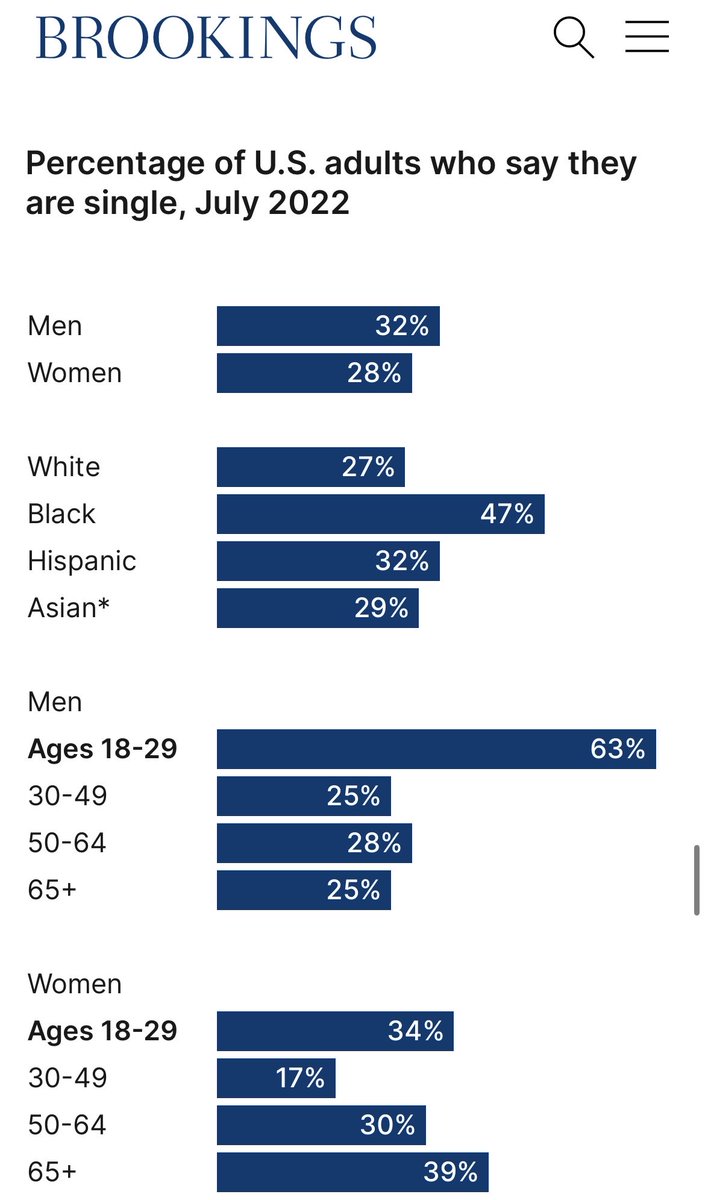 BROOKINGS
Percentage of U.S. adults who say they
are single, July 2022
Men 32%
Women 28%
White 27%
Black 47%
Hispanic 32%
Asian* 29%
Men
Ages 18-29 63%
30-49 25%
50-64 28%
65+ 25%
Women
Ages 18-29 34%
30-49 17%
50-64 30%
65+ 39%